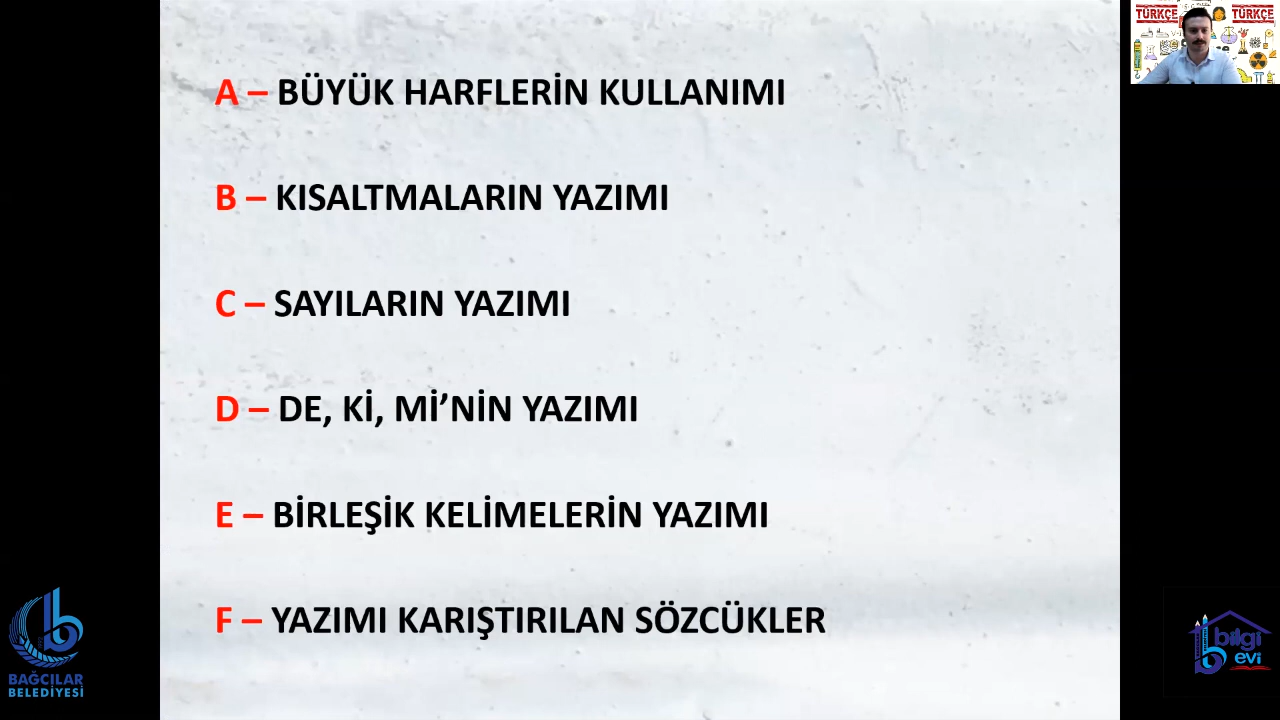 A – BÜYÜK HARFLERİN KULLANIMI
B – KISALTMALARIN YAZIMI
C – SAYILARIN YAZIMI
D – DE, Kİ, Mİ’NİN YAZIMI
E – BİRLEŞİK KELİMELERİN YAZIMI
F – YAZIMI KARIŞTIRILAN SÖZCÜKLER
TÜRKÇE
TÜRKÇE
BAĞCILAR
BELEDİYESİ
bilgi
evi